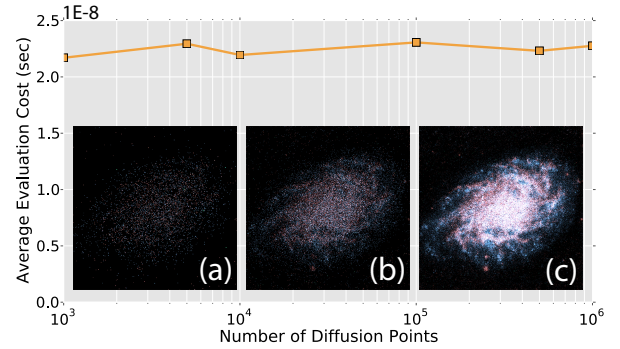 1E-8
2.5
2.0
1.5
1.0
0.5
0.0
Average Evaluation Cost (sec)
(a) (b) (c)
10^3 10^4 10^5 10^6
Number of Diffusion Points